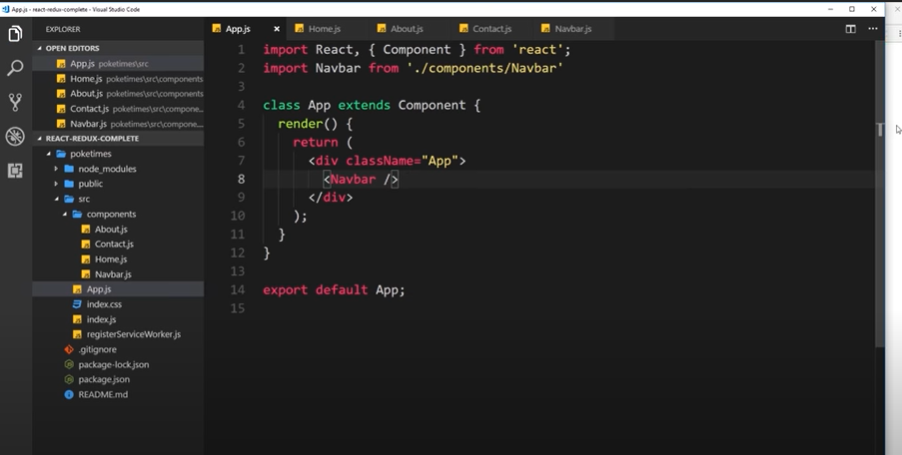 App.js - react-redux-complete - Visual Studio Code
EXPLORER
OPEN EDITORS
App.js poketimes\src
Home.js poketimes\src\components
About.js poketimes\src\components
Contact.js poketimes\src\compone...
Navbar.js poketimes\src\compone...
REACT-REDUX-COMPLETE
poketimes
node_modules
public
src
components
About.js
Contact.js
Home.js
Navbar.js
App.js
index.css
index.js
registerServiceWorker.js
.gitignore
package-lock.json
package.json
README.md
App.js Home.js About.js Contact.js Navbar.js
1 import React, { Component } from 'react';
2 import Navbar from './components/Navbar'
3
4 class App extends Component {
5 render() {
6 return (
7 <div className="App">
8 <Navbar />
9 </div>
10 );
11 }
12 }
13
14 export default App;
15